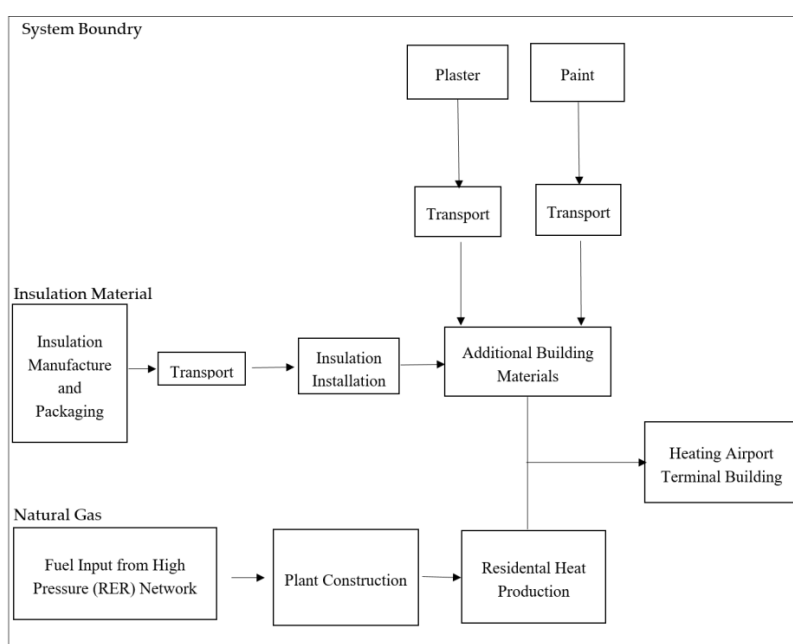 System Boundry
Plaster
Paint
Transport
Transport
Insulation Material
Insulation
Manufacture
and
Packaging
Transport
Insulation
Installation
Additional Building
Materials
Heating Airport
Terminal Building
Natural Gas
Fuel Input from High
Pressure (RER) Network
Plant Construction
Residental Heat
Production